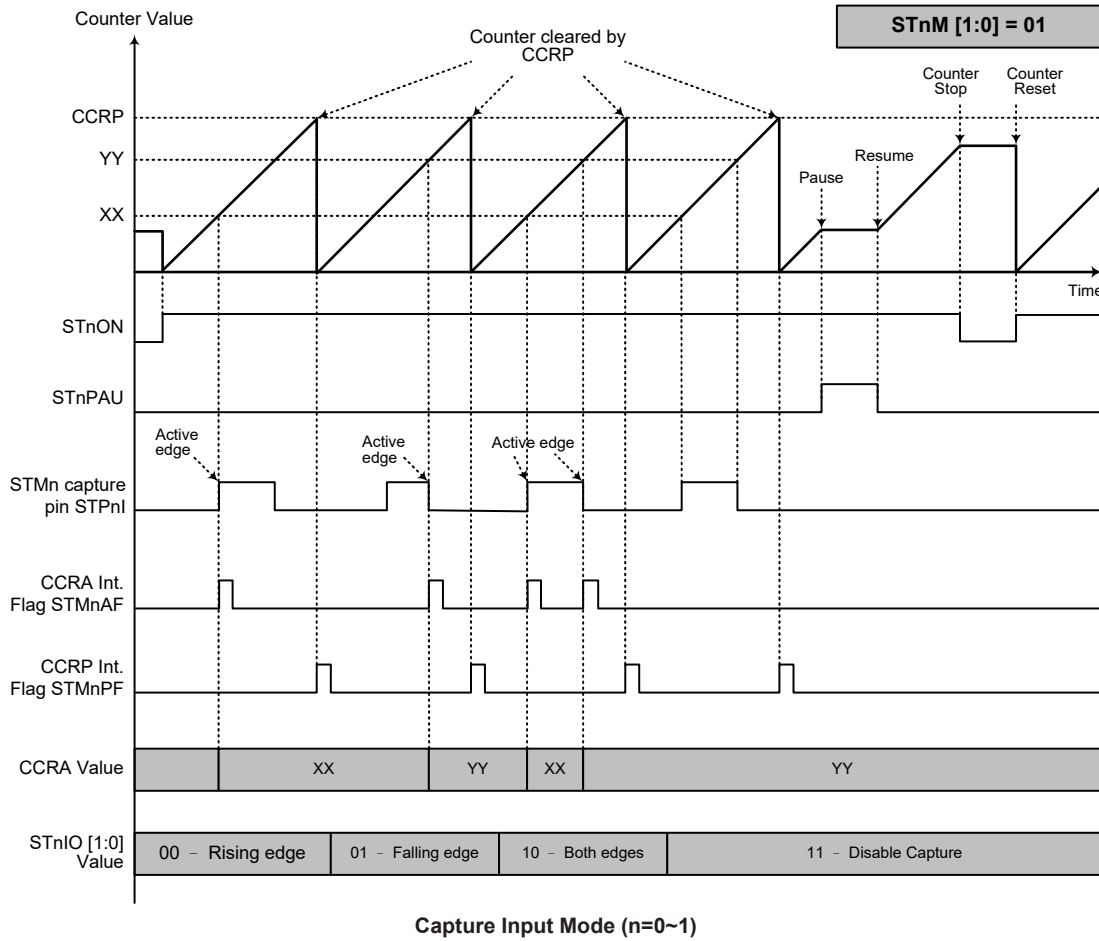 Counter Value
STnM [1:0] = 01
Counter cleared by
CCRP
Counter
Stop
Counter
Reset
CCRP
YY
XX
Pause
Resume
Time
STnON
STnPAU
Active
edge
Active
edge
Active edge
STMn capture
pin STPnI
CCRA Int.
Flag STMnAF
CCRP Int.
Flag STMnPF
CCRA Value
XX
YY
XX
YY
STnIO [1:0]
Value
00 – Rising edge
01 – Falling edge
10 – Both edges
11 – Disable Capture
Capture Input Mode (n=0~1)